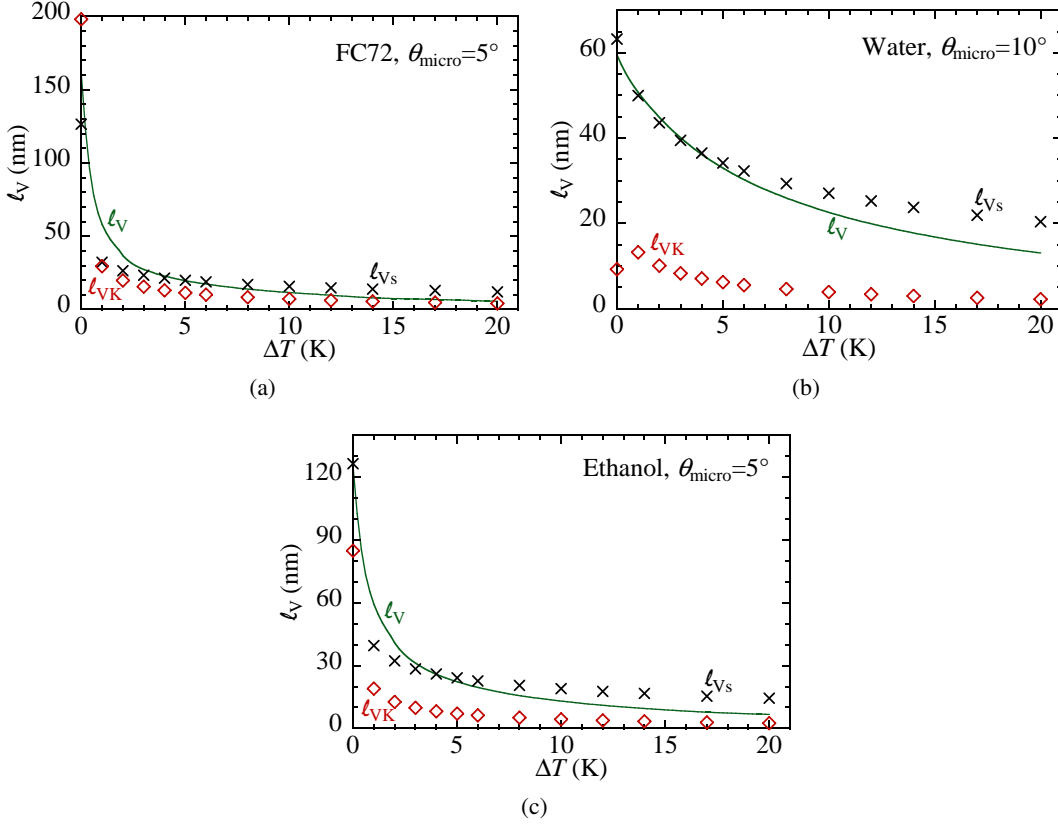 200
150
100
50
0
ℓV (nm)
FC72, θmicro=5°
ℓV
ℓVs
ℓVK
0 5 10 15 20
ΔT (K)
(a)
60
40
20
0
ℓV (nm)
Water, θmicro=10°
ℓVs
ℓV
ℓVK
0 5 10 15 20
ΔT (K)
(b)
120
90
60
30
0
ℓV (nm)
Ethanol, θmicro=5°
ℓV
ℓVs
ℓVK
0 5 10 15 20
ΔT (K)
(c)